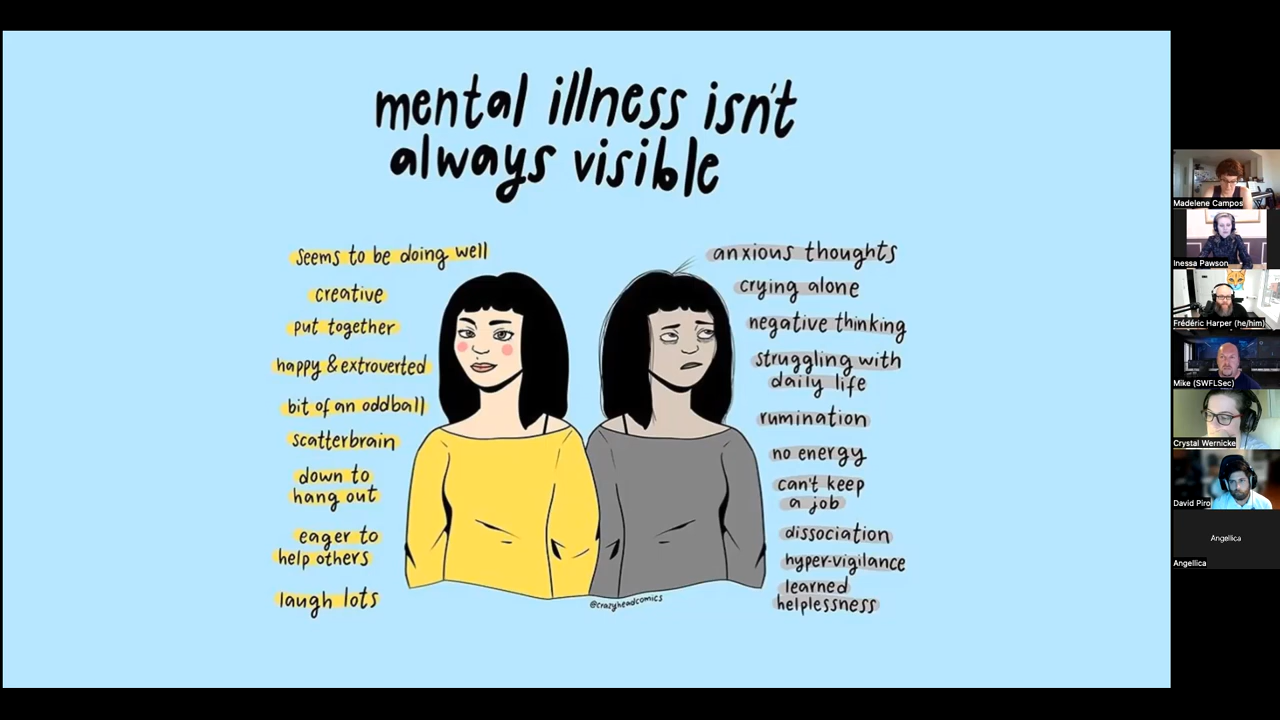 mental illness isn't
always visible
seems to be doing well
creative
put together
happy & extroverted
bit of an oddball
scatterbrain
down to
hang out
eager to
help others
laugh lots
anxious thoughts
crying alone
negative thinking
struggling with
daily life
rumination
no energy
can't keep
a job
dissociation
hyper-vigilance
learned
helplessness
@crazyheadcomics
Madelene Campos
Inessa Pawson
Frédéric Harper (he/him)
Mike (SWFLSec)
Crystal Wernicke
David Piro
Angellica
Angellica